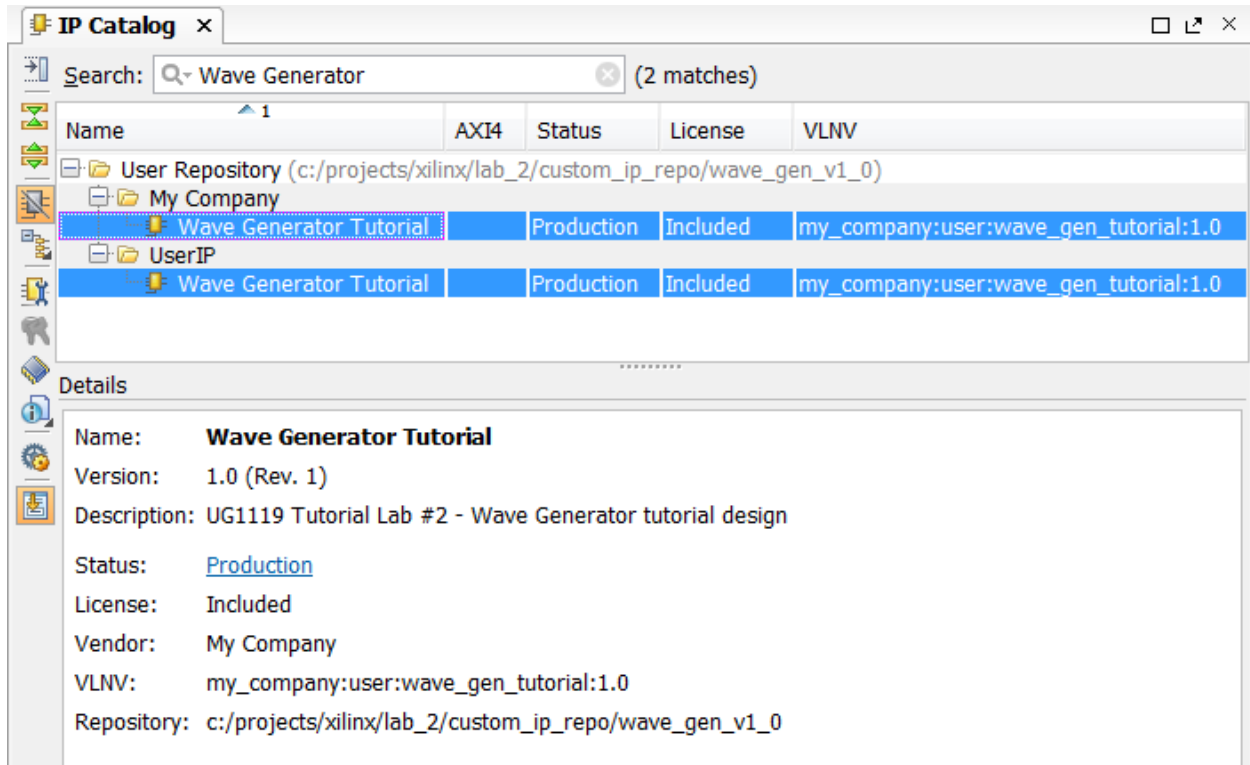 IP Catalog ×
Search: Wave Generator (2 matches)
Name 1 AXI4 Status License VLNV
User Repository (c:/projects/xilinx/lab_2/custom_ip_repo/wave_gen_v1_0)
My Company
Wave Generator Tutorial Production Included my_company:user:wave_gen_tutorial:1.0
UserIP
Wave Generator Tutorial Production Included my_company:user:wave_gen_tutorial:1.0
Details
Name: Wave Generator Tutorial
Version: 1.0 (Rev. 1)
Description: UG1119 Tutorial Lab #2 - Wave Generator tutorial design
Status: Production
License: Included
Vendor: My Company
VLNV: my_company:user:wave_gen_tutorial:1.0
Repository: c:/projects/xilinx/lab_2/custom_ip_repo/wave_gen_v1_0